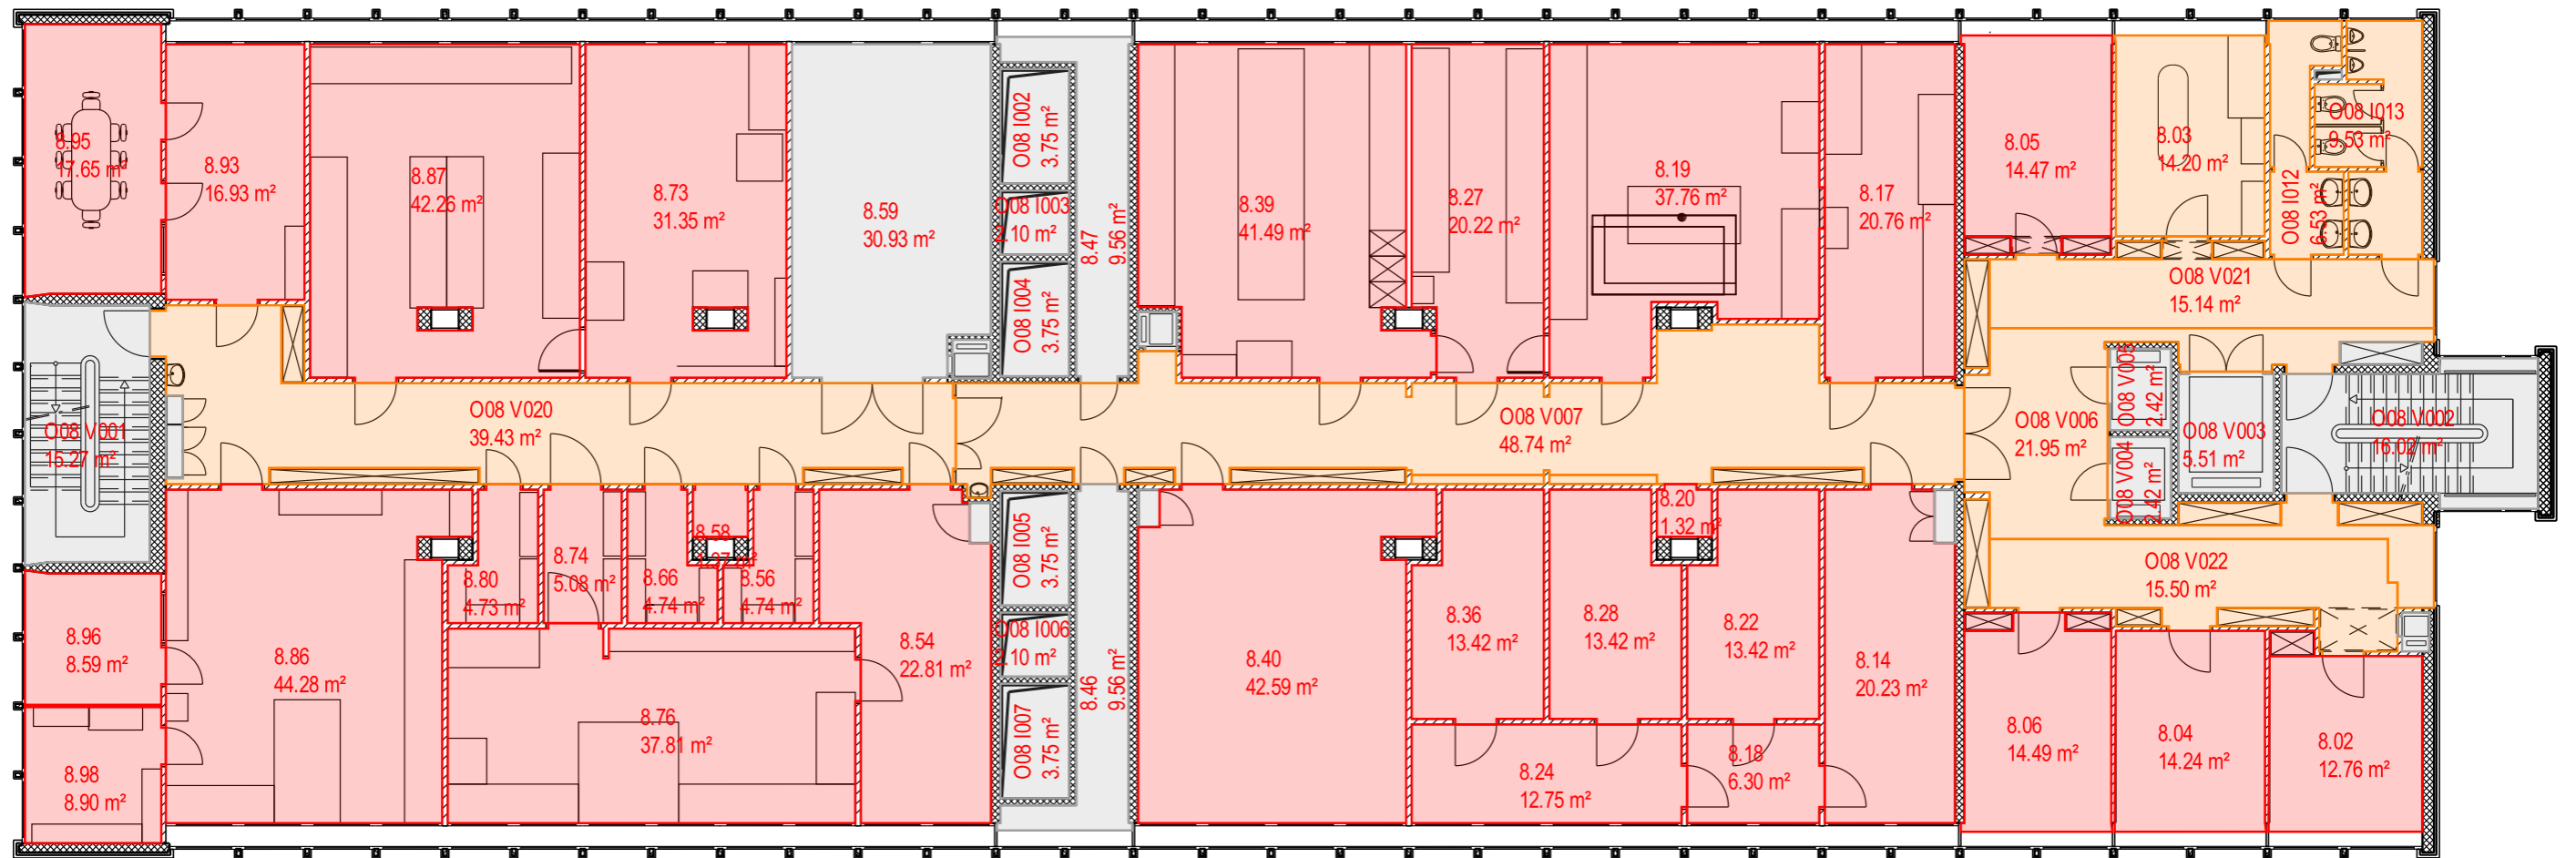 8.95
17.65 m²
8.93
16.93 m²
8.87
42.26 m²
8.73
31.35 m²
8.59
30.93 m²
O08 I002
3.75 m²
O08 I003
2.10 m²
O08 I004
3.75 m²
8.47
9.56 m²
8.39
41.49 m²
8.27
20.22 m²
8.19
37.76 m²
8.17
20.76 m²
8.05
14.47 m²
8.03
14.20 m²
O08 I013
9.53 m²
O08 I012
6.53 m²
O08 V021
15.14 m²
O08 V001
15.27 m²
O08 V020
39.43 m²
O08 V007
48.74 m²
O08 V006
21.95 m²
O08 V005
2.42 m²
O08 V004
2.42 m²
O08 V003
5.51 m²
O08 V002
16.02 m²
O08 V022
15.50 m²
8.96
8.59 m²
8.98
8.90 m²
8.86
44.28 m²
8.80
4.73 m²
8.74
5.08 m²
8.66
4.74 m²
8.58
8.56
4.74 m²
8.76
37.81 m²
8.54
22.81 m²
O08 I005
3.75 m²
O08 I006
2.10 m²
O08 I007
3.75 m²
8.46
9.56 m²
8.40
42.59 m²
8.36
13.42 m²
8.28
13.42 m²
8.20
1.32 m²
8.22
13.42 m²
8.24
12.75 m²
8.18
6.30 m²
8.14
20.23 m²
8.06
14.49 m²
8.04
14.24 m²
8.02
12.76 m²